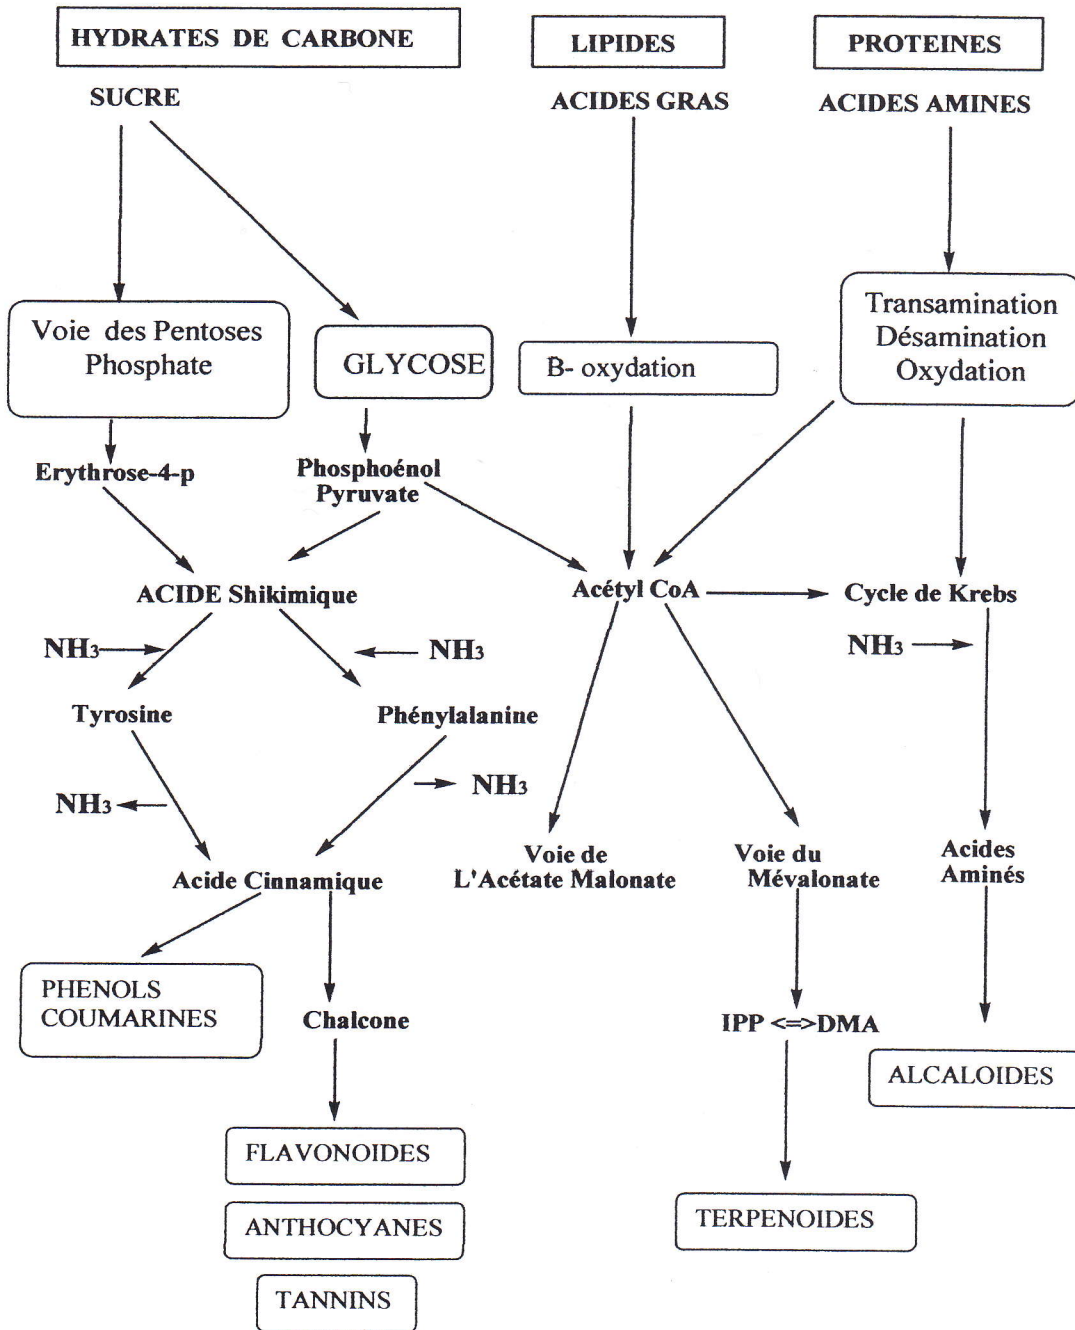 HYDRATES DE CARBONE
LIPIDES
PROTEINES
SUCRE
ACIDES GRAS
ACIDES AMINES
Voie des Pentoses
Phosphate
GLYCOSE
B- oxydation
Transamination
Désamination
Oxydation
Erythrose-4-p
Phosphoénol
Pyruvate
ACIDE Shikimique
Acétyl CoA
Cycle de Krebs
NH3
NH3
NH3
Tyrosine
Phénylalanine
NH3
NH3
Acide Cinnamique
Voie de
L'Acétate Malonate
Voie du
Mévalonate
Acides
Aminés
PHENOLS
COUMARINES
Chalcone
IPP <=>DMA
ALCALOIDES
FLAVONOIDES
ANTHOCYANES
TERPENOIDES
TANNINS